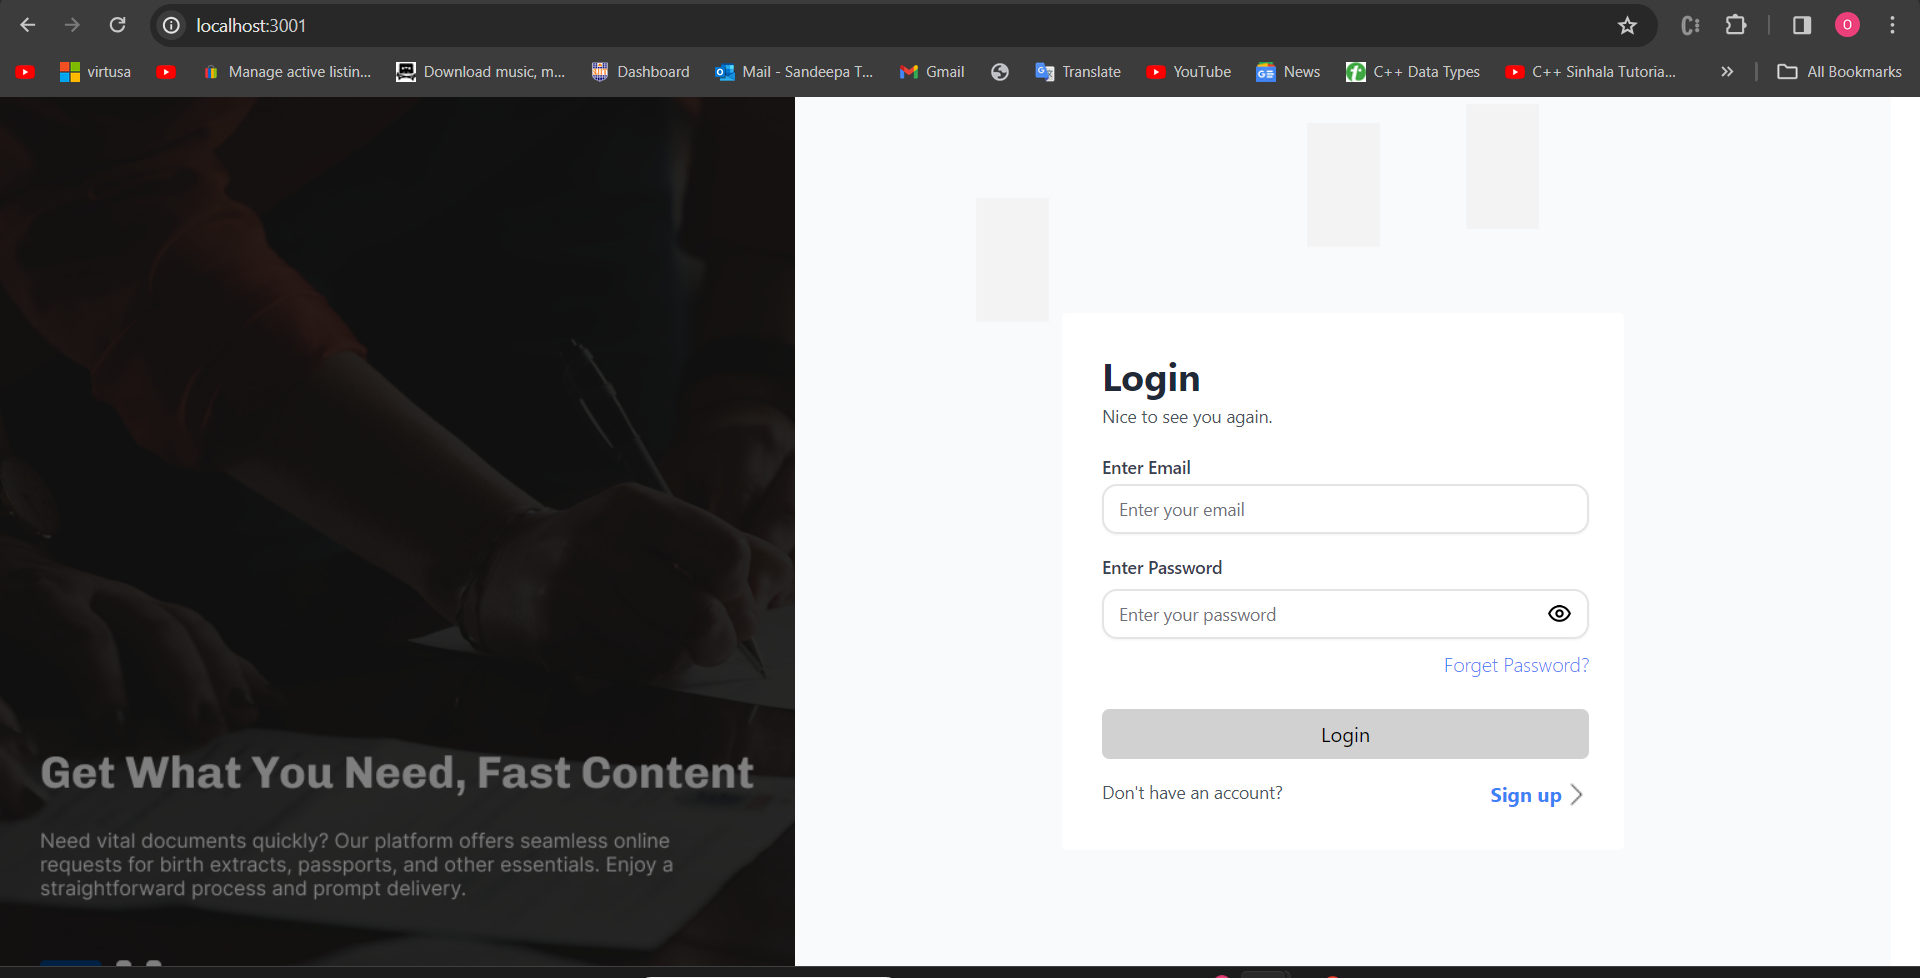 localhost:3001
virtusa
Manage active listin...
Download music, m...
Dashboard
Mail - Sandeepa T...
Gmail
Translate
YouTube
News
C++ Data Types
C++ Sinhala Tutoria...
All Bookmarks
Login
Nice to see you again.
Enter Email
Enter your email
Enter Password
Enter your password
Forget Password?
Login
Don't have an account?
Sign up
Get What You Need, Fast Content
Need vital documents quickly? Our platform offers seamless online
requests for birth extracts, passports, and other essentials. Enjoy a
straightforward process and prompt delivery.